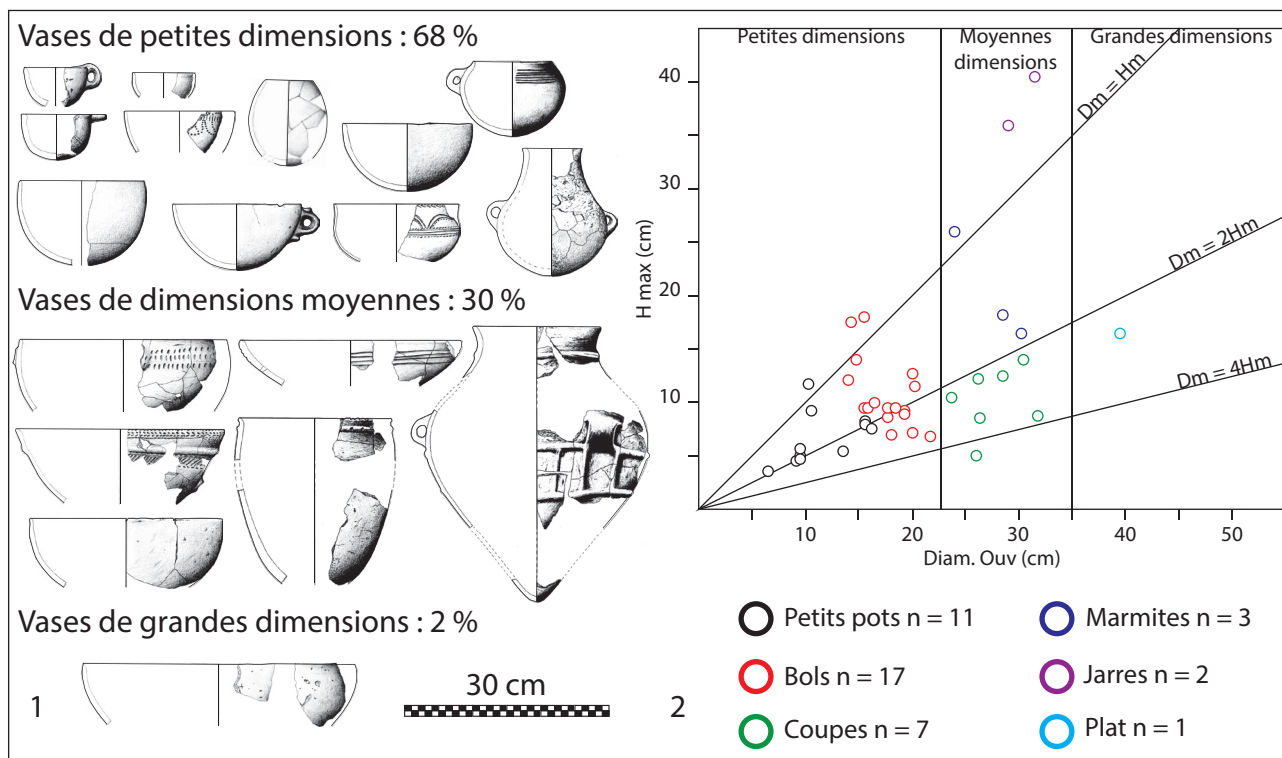 Vases de petites dimensions : 68 %
Vases de dimensions moyennes : 30 %
Vases de grandes dimensions : 2 %
1
30 cm
2
Petites dimensions
Moyennes
dimensions
Grandes dimensions
Dm = Hm
Dm = 2Hm
Dm = 4Hm
H max (cm)
40
30
20
10
10 20 30 40 50
Diam. Ouv (cm)
Petits pots n = 11
Bols n = 17
Coupes n = 7
Marmites n = 3
Jarres n = 2
Plat n = 1